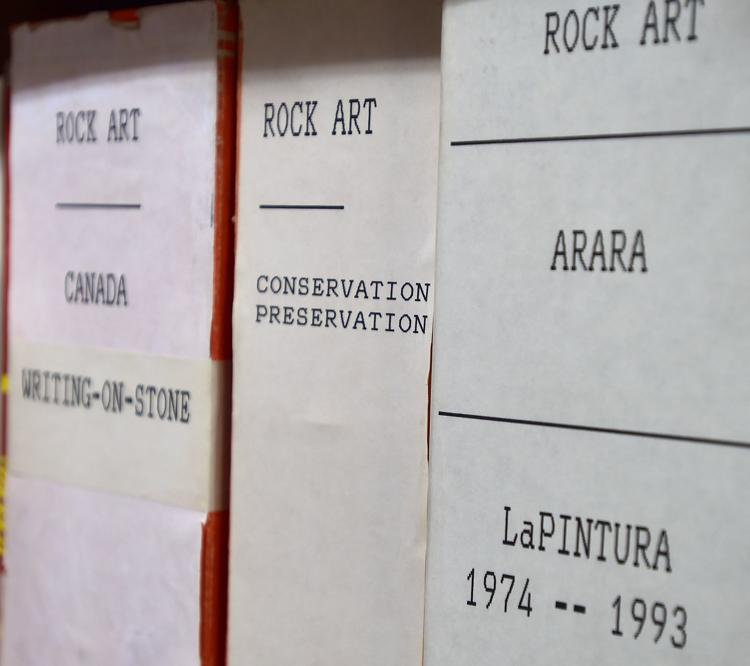 ROCK ART
CANADA
WRITING-ON-STONE
ROCK ART
CONSERVATION
PRESERVATION
ROCK ART
ARARA
LaPINTURA
1974 -- 1993